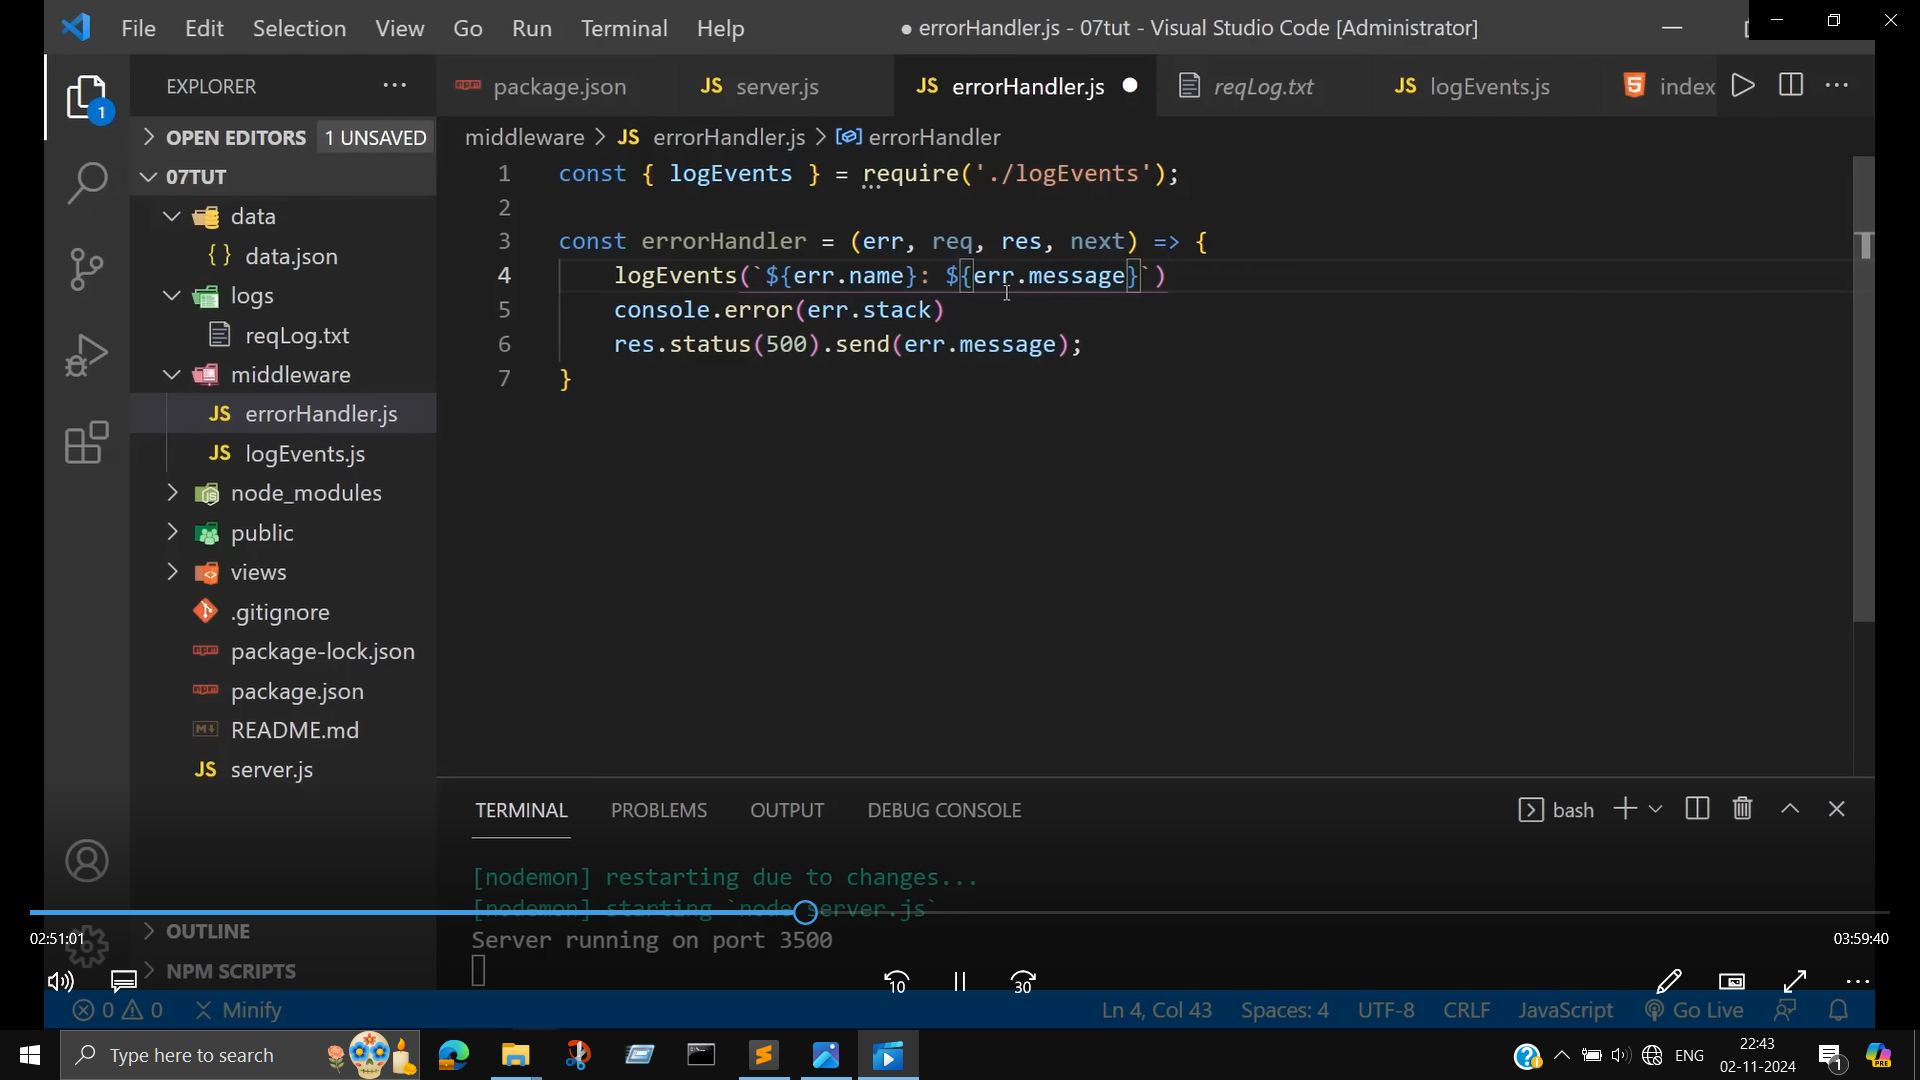 File Edit Selection View Go Run Terminal Help
● errorHandler.js - 07tut - Visual Studio Code [Administrator]
EXPLORER
package.json
JS server.js
JS errorHandler.js
reqLog.txt
JS logEvents.js
index
1
OPEN EDITORS 1 UNSAVED
middleware > JS errorHandler.js > errorHandler
07TUT
data
{ } data.json
logs
reqLog.txt
middleware
JS errorHandler.js
JS logEvents.js
node_modules
public
views
.gitignore
package-lock.json
package.json
README.md
JS server.js
OUTLINE
NPM SCRIPTS
1 const { logEvents } = require('./logEvents');
2
3 const errorHandler = (err, req, res, next) => {
4 logEvents(`${err.name}: ${err.message}`)
5 console.error(err.stack)
6 res.status(500).send(err.message);
7 }
TERMINAL PROBLEMS OUTPUT DEBUG CONSOLE
bash
[nodemon] restarting due to changes...
[nodemon] starting `node server.js`
Server running on port 3500
02:51:01
03:59:40
10
30
0 0 Minify
Ln 4, Col 43 Spaces: 4 UTF-8 CRLF JavaScript Go Live
Type here to search
PRE
ENG
22:43
02-11-2024
1